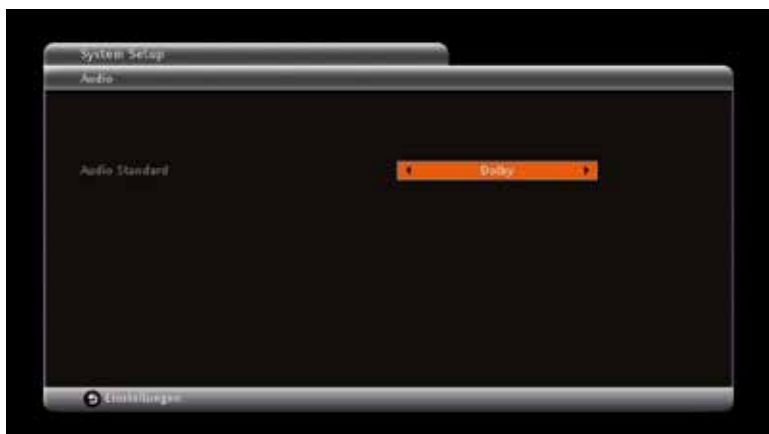 System Setup
Audio
Audio Standard
Dolby
Einstellungen